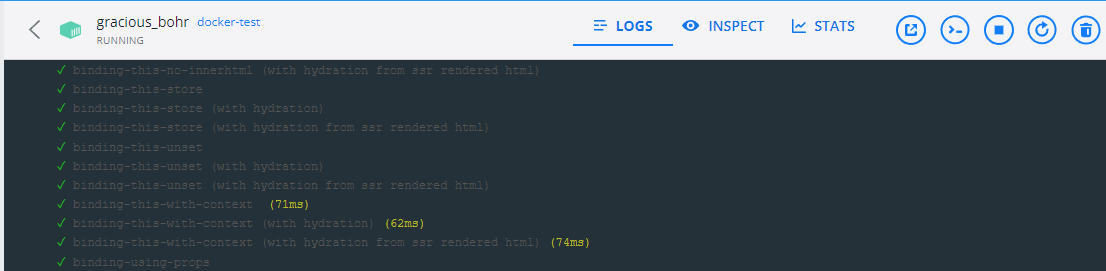 gracious_bohr docker-test
RUNNING
LOGS INSPECT STATS
✓ binding-this-no-innerhtml (with hydration from ssr rendered html)
✓ binding-this-store
✓ binding-this-store (with hydration)
✓ binding-this-store (with hydration from ssr rendered html)
✓ binding-this-unset
✓ binding-this-unset (with hydration)
✓ binding-this-unset (with hydration from ssr rendered html)
✓ binding-this-with-context (71ms)
✓ binding-this-with-context (with hydration) (62ms)
✓ binding-this-with-context (with hydration from ssr rendered html) (74ms)
✓ binding-using-props